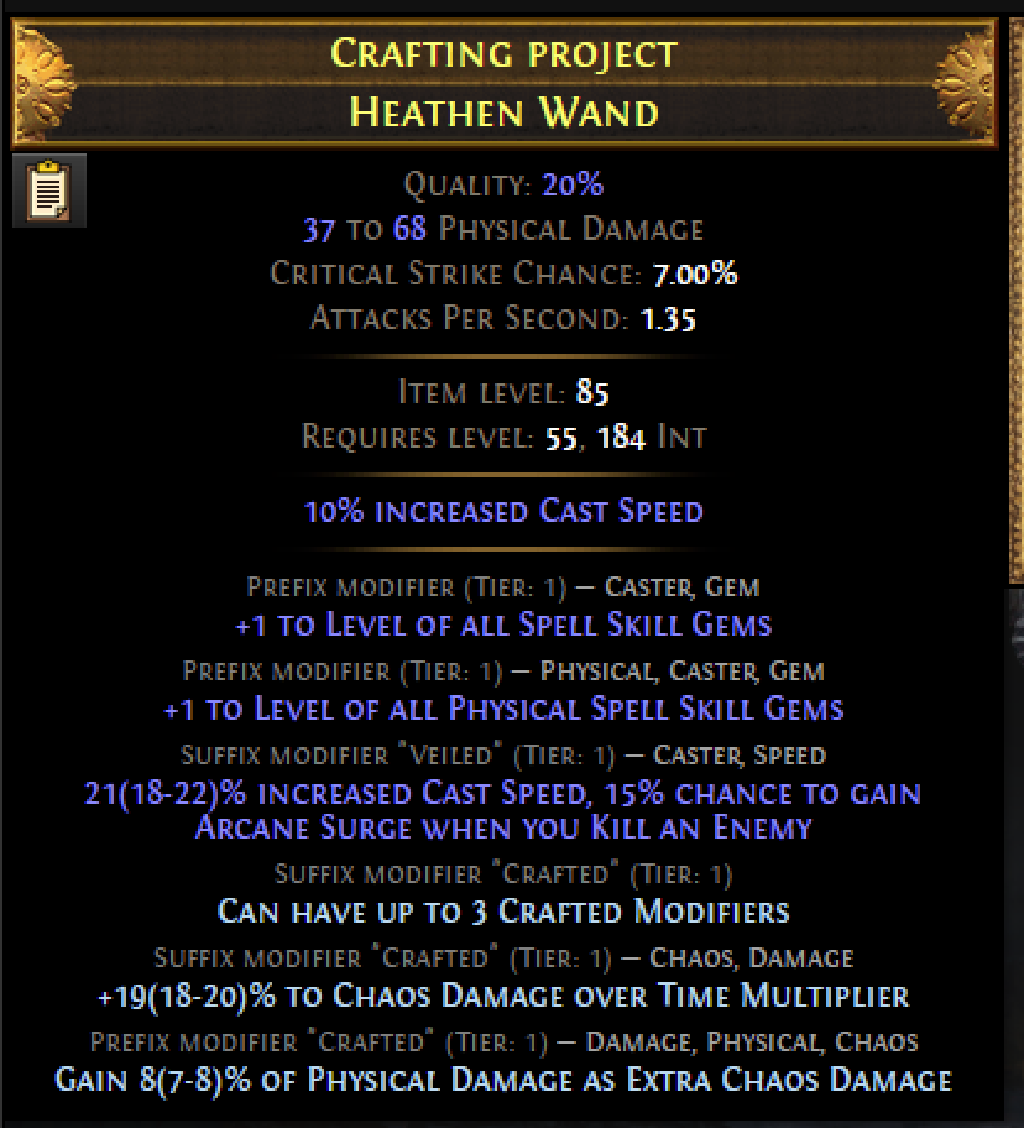 Crafting project
Heathen Wand
Quality: 20%
37 to 68 Physical Damage
Critical Strike Chance: 7.00%
Attacks Per Second: 1.35
Item level: 85
Requires level: 55, 184 Int
10% increased Cast Speed
Prefix modifier (Tier: 1) — Caster, Gem
+1 to Level of all Spell Skill Gems
Prefix modifier (Tier: 1) — Physical, Caster, Gem
+1 to Level of all Physical Spell Skill Gems
Suffix modifier "Veiled" (Tier: 1) — Caster, Speed
21(18-22)% increased Cast Speed, 15% chance to gain
Arcane Surge when you Kill an Enemy
Suffix modifier "Crafted" (Tier: 1)
Can have up to 3 Crafted Modifiers
Suffix modifier "Crafted" (Tier: 1) — Chaos, Damage
+19(18-20)% to Chaos Damage over Time Multiplier
Prefix modifier "Crafted" (Tier: 1) — Damage, Physical, Chaos
Gain 8(7-8)% of Physical Damage as Extra Chaos Damage